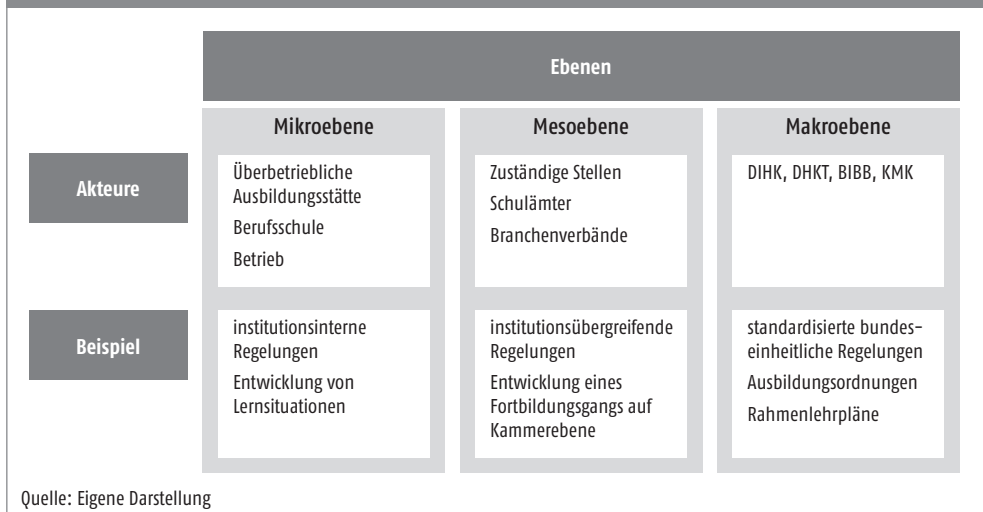 Ebenen
Mikroebene
Mesoebene
Makroebene
Akteure
Überbetriebliche
Ausbildungsstätte
Berufsschule
Betrieb
Zuständige Stellen
Schulämter
Branchenverbände
DIHK, DHKT, BIBB, KMK
Beispiel
institutionsinterne
Regelungen
Entwicklung von
Lernsituationen
institutionsübergreifende
Regelungen
Entwicklung eines
Fortbildungsgangs auf
Kammerebene
standardisierte bundes-
einheitliche Regelungen
Ausbildungsordnungen
Rahmenlehrpläne
Quelle: Eigene Darstellung